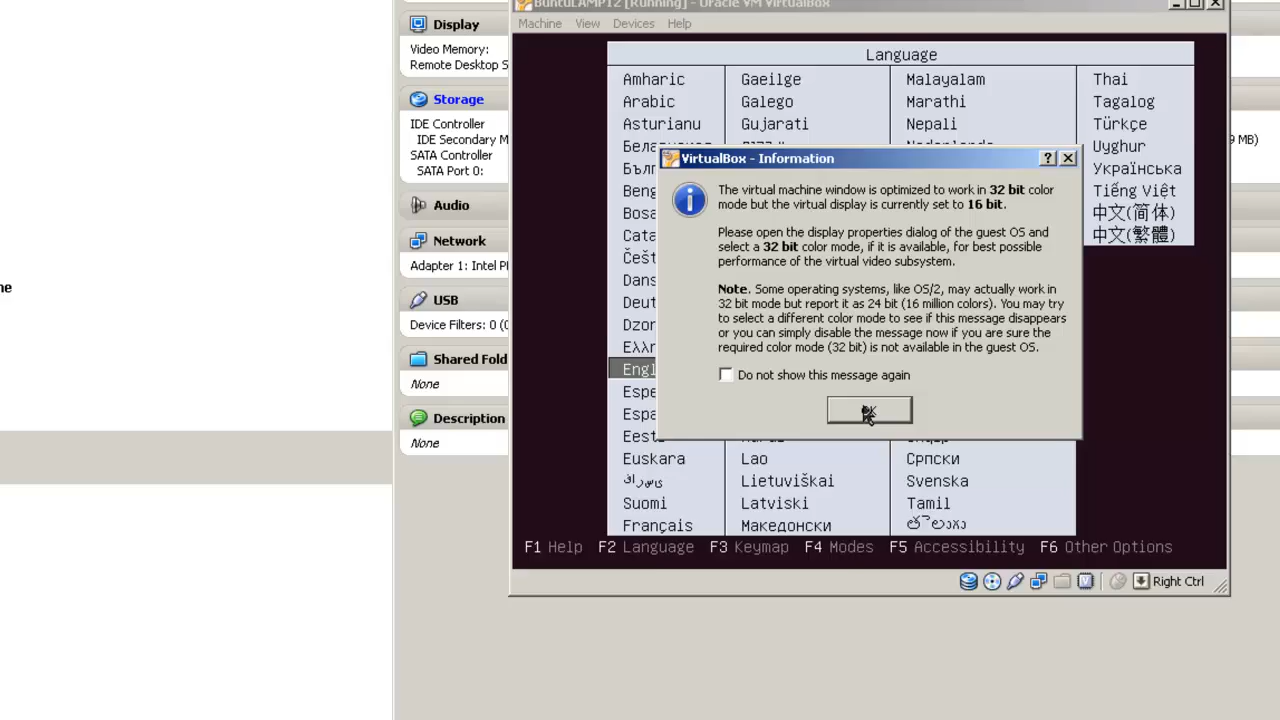 BuntuLAMP12 [Running] - Oracle VM VirtualBox
Machine View Devices Help
Display
Video Memory:
Remote Desktop S
Storage
IDE Controller
IDE Secondary M
SATA Controller
SATA Port 0:
9 MB)
Audio
Network
Adapter 1: Intel P
ne
USB
Device Filters: 0 (0
Shared Fold
None
Description
None
Language
Amharic Gaeilge Malayalam Thai
Arabic Galego Marathi Tagalog
Asturianu Gujarati Nepali Türkçe
Uyghur
Бълг Українська
Beng Tiếng Việt
Bosa 中文(简体)
Cata 中文(繁體)
Češt
Dans
Deut
Dzor
Ελλη
Engl
Espe
Espa
Eest
Euskara Lao Српски
Lietuviškai Svenska
Suomi Latviski Tamil
Français Македонски
VirtualBox - Information
The virtual machine window is optimized to work in 32 bit color
mode but the virtual display is currently set to 16 bit.
Please open the display properties dialog of the guest OS and
select a 32 bit color mode, if it is available, for best possible
performance of the virtual video subsystem.
Note. Some operating systems, like OS/2, may actually work in
32 bit mode but report it as 24 bit (16 million colors). You may try
to select a different color mode to see if this message disappears
or you can simply disable the message now if you are sure the
required color mode (32 bit) is not available in the guest OS.
Do not show this message again
OK
F1 Help F2 Language F3 Keymap F4 Modes F5 Accessibility F6 Other Options
Right Ctrl